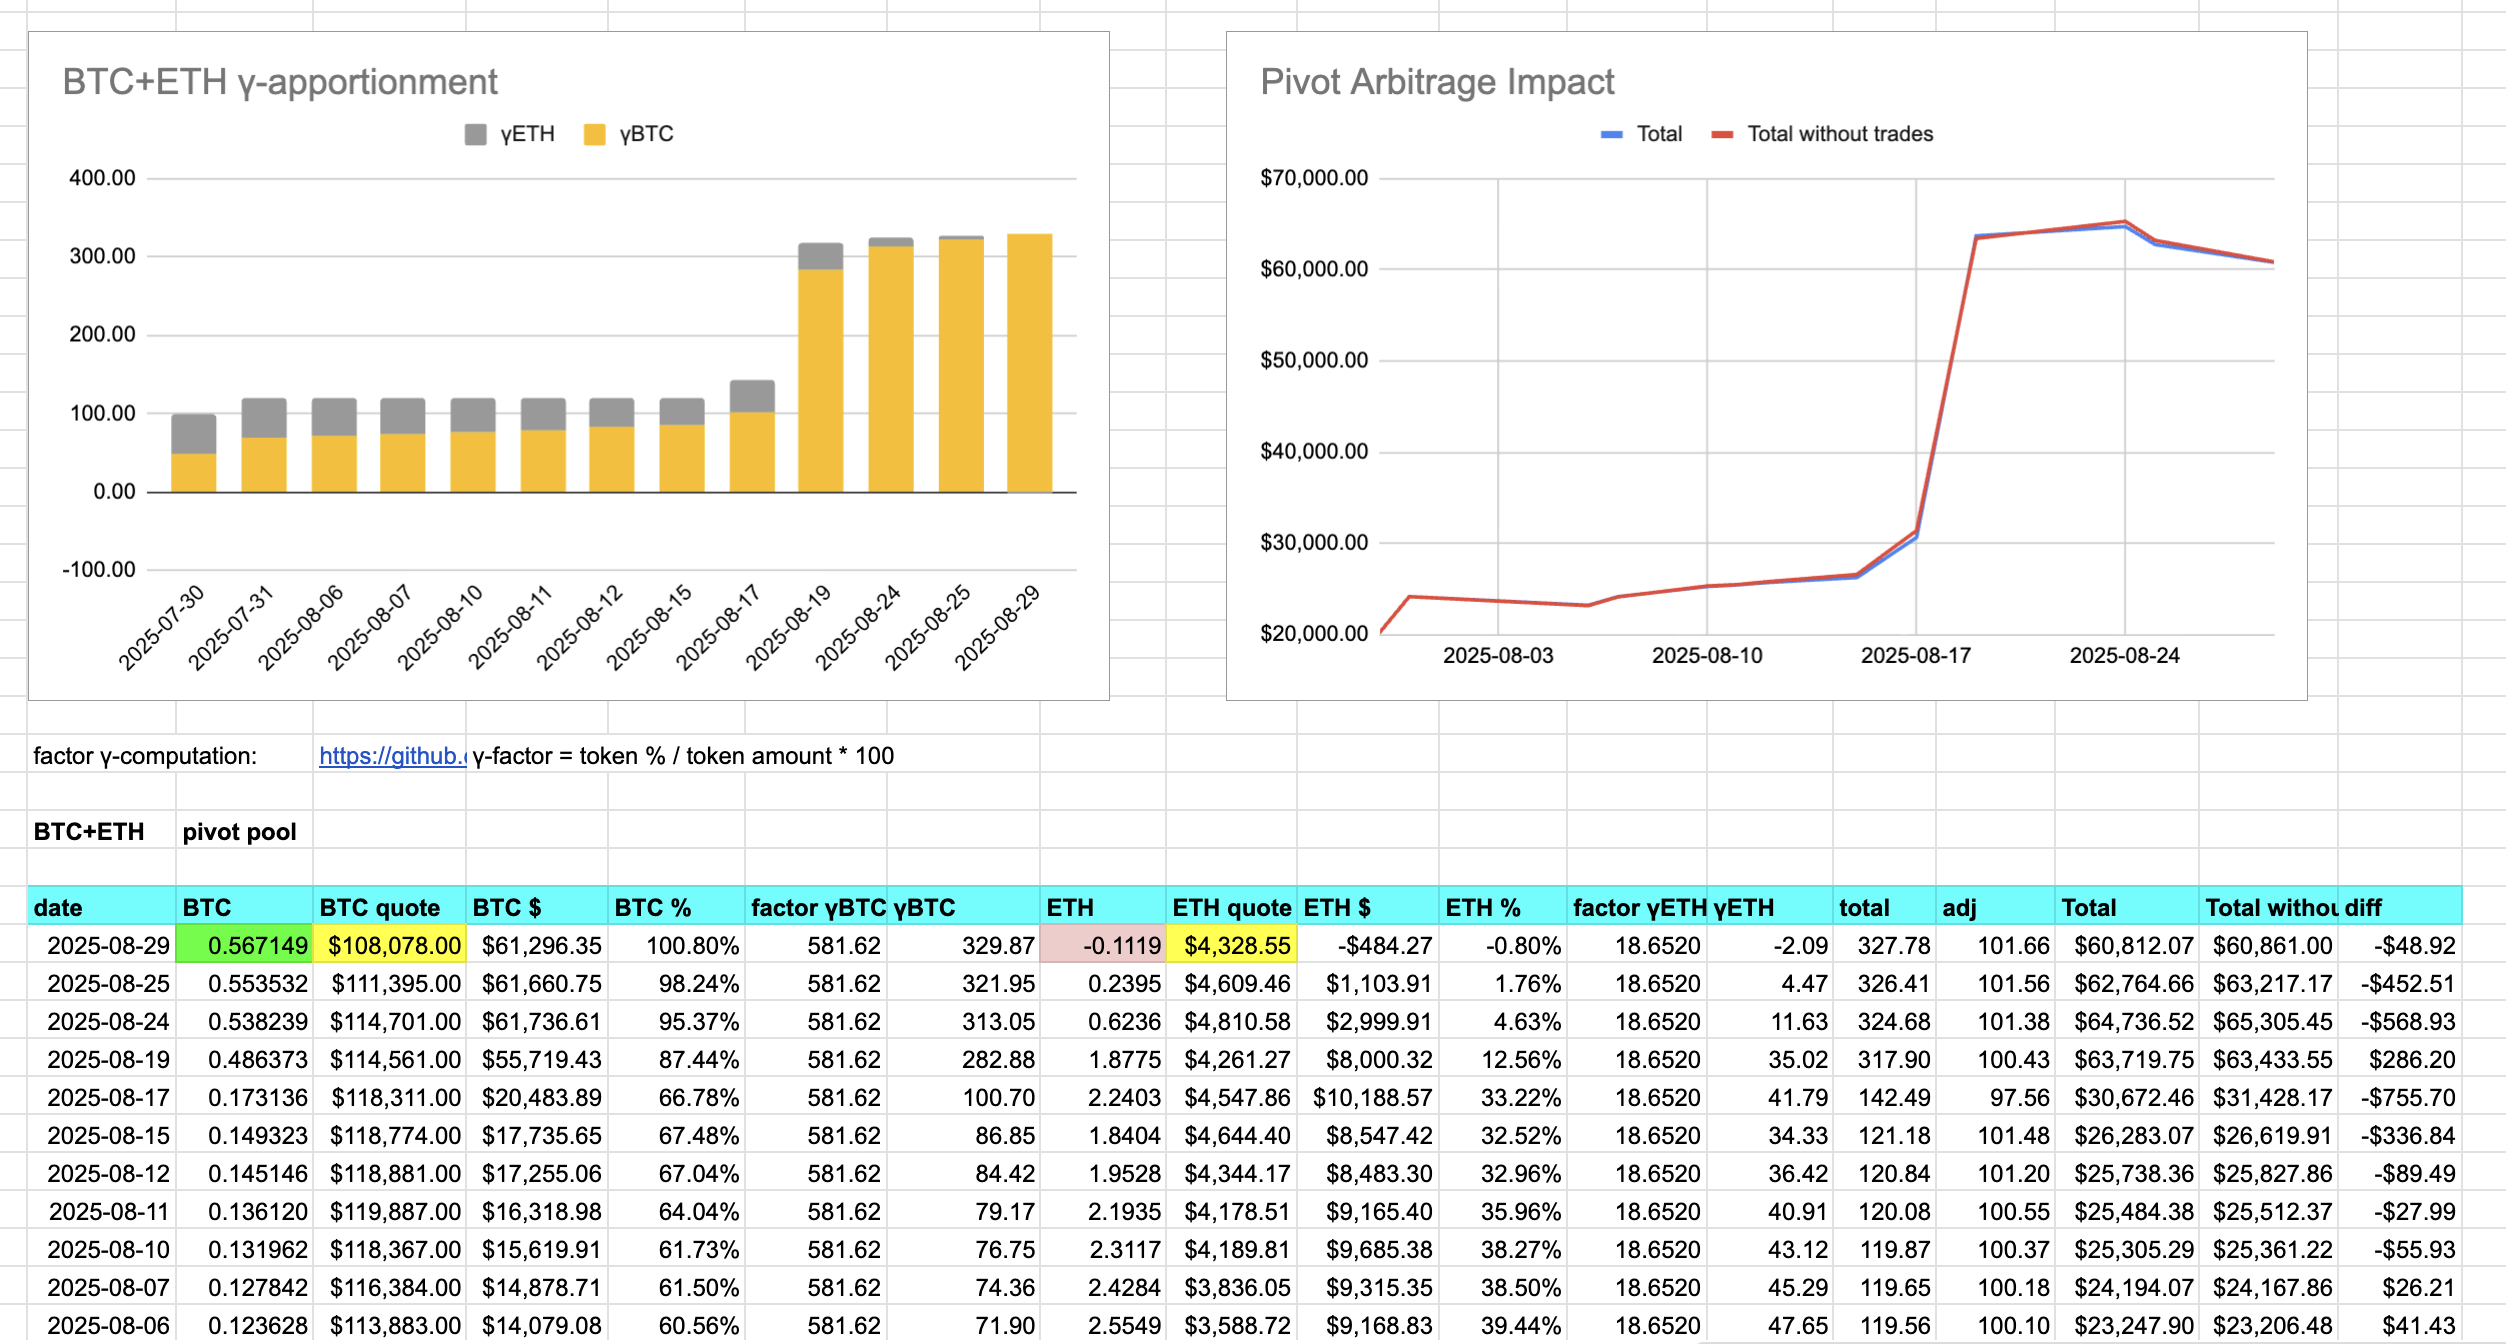 BTC+ETH γ-apportionment
γETH γBTC
400.00
300.00
200.00
100.00
0.00
-100.00
2025-07-30 2025-07-31 2025-08-06 2025-08-07 2025-08-10 2025-08-11 2025-08-12 2025-08-15 2025-08-17 2025-08-19 2025-08-24 2025-08-25 2025-08-29
Pivot Arbitrage Impact
Total Total without trades
$70,000.00
$60,000.00
$50,000.00
$40,000.00
$30,000.00
$20,000.00
2025-08-03 2025-08-10 2025-08-17 2025-08-24
factor γ-computation: https://github. γ-factor = token % / token amount * 100
BTC+ETH pivot pool
date BTC BTC quote BTC $ BTC % factor γBTC γBTC ETH ETH quote ETH $ ETH % factor γETH γETH total adj Total Total withou diff
2025-08-29 0.567149 $108,078.00 $61,296.35 100.80% 581.62 329.87 -0.1119 $4,328.55 -$484.27 -0.80% 18.6520 -2.09 327.78 101.66 $60,812.07 $60,861.00 -$48.92
2025-08-25 0.553532 $111,395.00 $61,660.75 98.24% 581.62 321.95 0.2395 $4,609.46 $1,103.91 1.76% 18.6520 4.47 326.41 101.56 $62,764.66 $63,217.17 -$452.51
2025-08-24 0.538239 $114,701.00 $61,736.61 95.37% 581.62 313.05 0.6236 $4,810.58 $2,999.91 4.63% 18.6520 11.63 324.68 101.38 $64,736.52 $65,305.45 -$568.93
2025-08-19 0.486373 $114,561.00 $55,719.43 87.44% 581.62 282.88 1.8775 $4,261.27 $8,000.32 12.56% 18.6520 35.02 317.90 100.43 $63,719.75 $63,433.55 $286.20
2025-08-17 0.173136 $118,311.00 $20,483.89 66.78% 581.62 100.70 2.2403 $4,547.86 $10,188.57 33.22% 18.6520 41.79 142.49 97.56 $30,672.46 $31,428.17 -$755.70
2025-08-15 0.149323 $118,774.00 $17,735.65 67.48% 581.62 86.85 1.8404 $4,644.40 $8,547.42 32.52% 18.6520 34.33 121.18 101.48 $26,283.07 $26,619.91 -$336.84
2025-08-12 0.145146 $118,881.00 $17,255.06 67.04% 581.62 84.42 1.9528 $4,344.17 $8,483.30 32.96% 18.6520 36.42 120.84 101.20 $25,738.36 $25,827.86 -$89.49
2025-08-11 0.136120 $119,887.00 $16,318.98 64.04% 581.62 79.17 2.1935 $4,178.51 $9,165.40 35.96% 18.6520 40.91 120.08 100.55 $25,484.38 $25,512.37 -$27.99
2025-08-10 0.131962 $118,367.00 $15,619.91 61.73% 581.62 76.75 2.3117 $4,189.81 $9,685.38 38.27% 18.6520 43.12 119.87 100.37 $25,305.29 $25,361.22 -$55.93
2025-08-07 0.127842 $116,384.00 $14,878.71 61.50% 581.62 74.36 2.4284 $3,836.05 $9,315.35 38.50% 18.6520 45.29 119.65 100.18 $24,194.07 $24,167.86 $26.21
2025-08-06 0.123628 $113,883.00 $14,079.08 60.56% 581.62 71.90 2.5549 $3,588.72 $9,168.83 39.44% 18.6520 47.65 119.56 100.10 $23,247.90 $23,206.48 $41.43